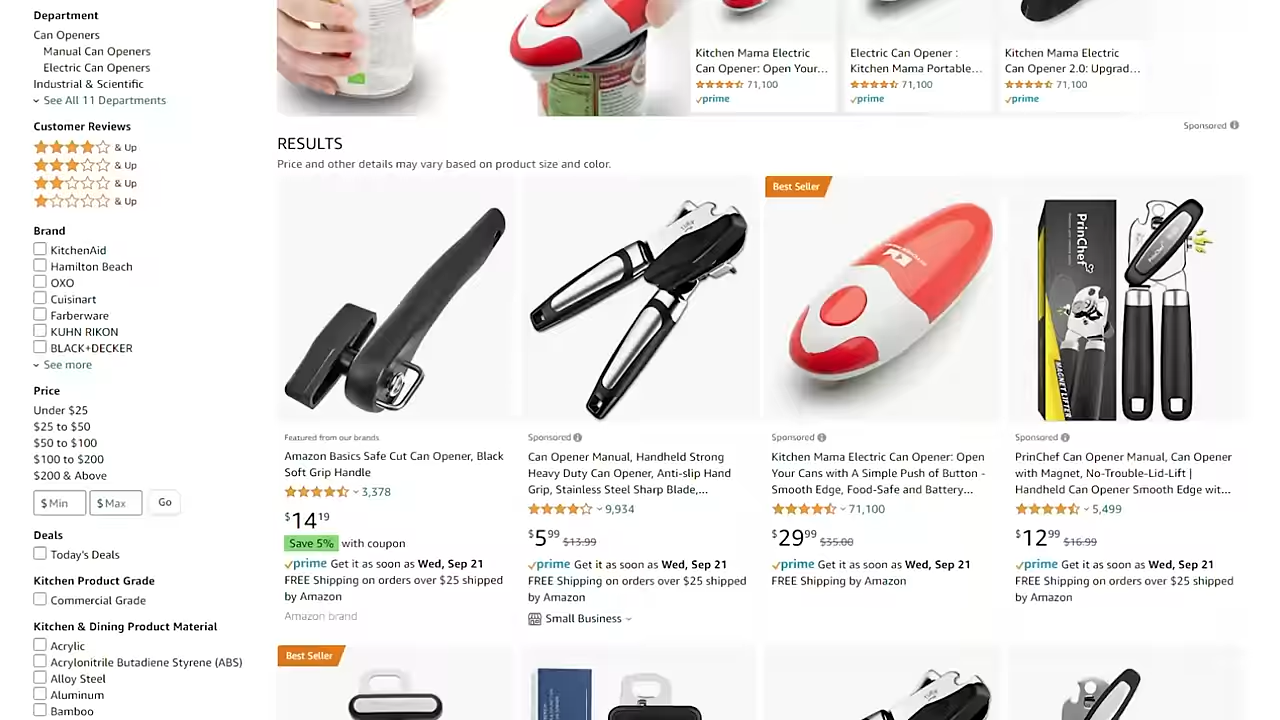 Department
Can Openers
Manual Can Openers
Electric Can Openers
Industrial & Scientific
See All 11 Departments
Customer Reviews
& Up
& Up
& Up
& Up
Brand
KitchenAid
Hamilton Beach
OXO
Cuisinart
Farberware
KUHN RIKON
BLACK+DECKER
See more
Price
Under $25
$25 to $50
$50 to $100
$100 to $200
$200 & Above
$ Min $ Max Go
Deals
Today's Deals
Kitchen Product Grade
Commercial Grade
Kitchen & Dining Product Material
Acrylic
Acrylonitrile Butadiene Styrene (ABS)
Alloy Steel
Aluminum
Bamboo
Kitchen Mama Electric
Can Opener: Open Your...
71,100
prime
Electric Can Opener :
Kitchen Mama Portable...
71,100
prime
Kitchen Mama Electric
Can Opener 2.0: Upgrad...
71,100
prime
Sponsored
RESULTS
Price and other details may vary based on product size and color.
Featured from our brands
Amazon Basics Safe Cut Can Opener, Black
Soft Grip Handle
3,378
$14 19
Save 5% with coupon
prime Get it as soon as Wed, Sep 21
FREE Shipping on orders over $25 shipped
by Amazon
Amazon brand
Sponsored
Can Opener Manual, Handheld Strong
Heavy Duty Can Opener, Anti-slip Hand
Grip, Stainless Steel Sharp Blade,...
9,934
$5 99 $13.99
prime Get it as soon as Wed, Sep 21
FREE Shipping on orders over $25 shipped
by Amazon
Small Business
Best Seller
Sponsored
Kitchen Mama Electric Can Opener: Open
Your Cans with A Simple Push of Button -
Smooth Edge, Food-Safe and Battery...
71,100
$29 99 $35.00
prime Get it as soon as Wed, Sep 21
FREE Shipping by Amazon
PrinChef
MAGNET LIFTER
Sponsored
PrinChef Can Opener Manual, Can Opener
with Magnet, No-Trouble-Lid-Lift |
Handheld Can Opener Smooth Edge wit...
5,499
$12 99 $16.99
prime Get it as soon as Wed, Sep 21
FREE Shipping on orders over $25 shipped
by Amazon
Best Seller